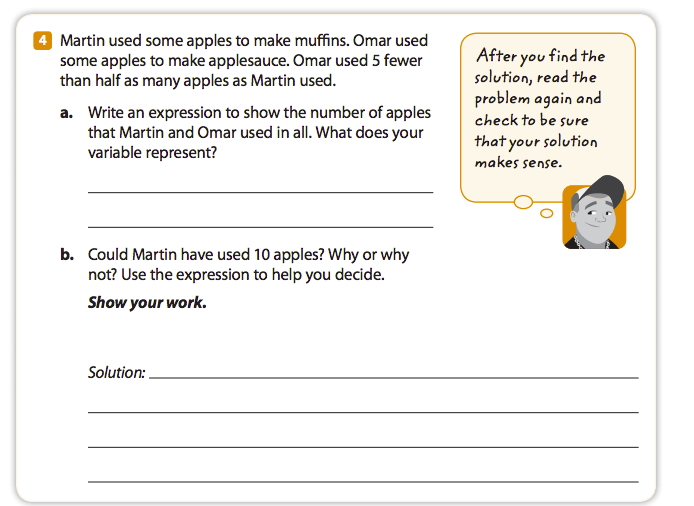 4 Martin used some apples to make muffins. Omar used
some apples to make applesauce. Omar used 5 fewer
than half as many apples as Martin used.
a. Write an expression to show the number of apples
that Martin and Omar used in all. What does your
variable represent?
After you find the
solution, read the
problem again and
check to be sure
that your solution
makes sense.
b. Could Martin have used 10 apples? Why or why
not? Use the expression to help you decide.
Show your work.
Solution: